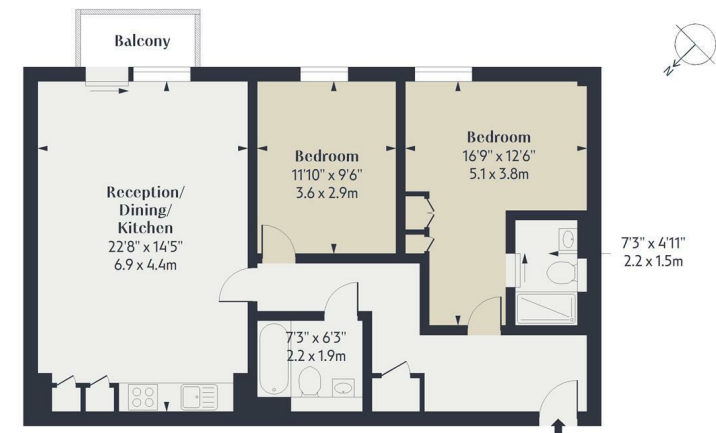 Balcony
N
Reception/
Dining/
Kitchen
22'8" x 14'5"
6.9 x 4.4m
Bedroom
11'10" x 9'6"
3.6 x 2.9m
Bedroom
16'9" x 12'6"
5.1 x 3.8m
7'3" x 4'11"
2.2 x 1.5m
7'3" x 6'3"
2.2 x 1.9m